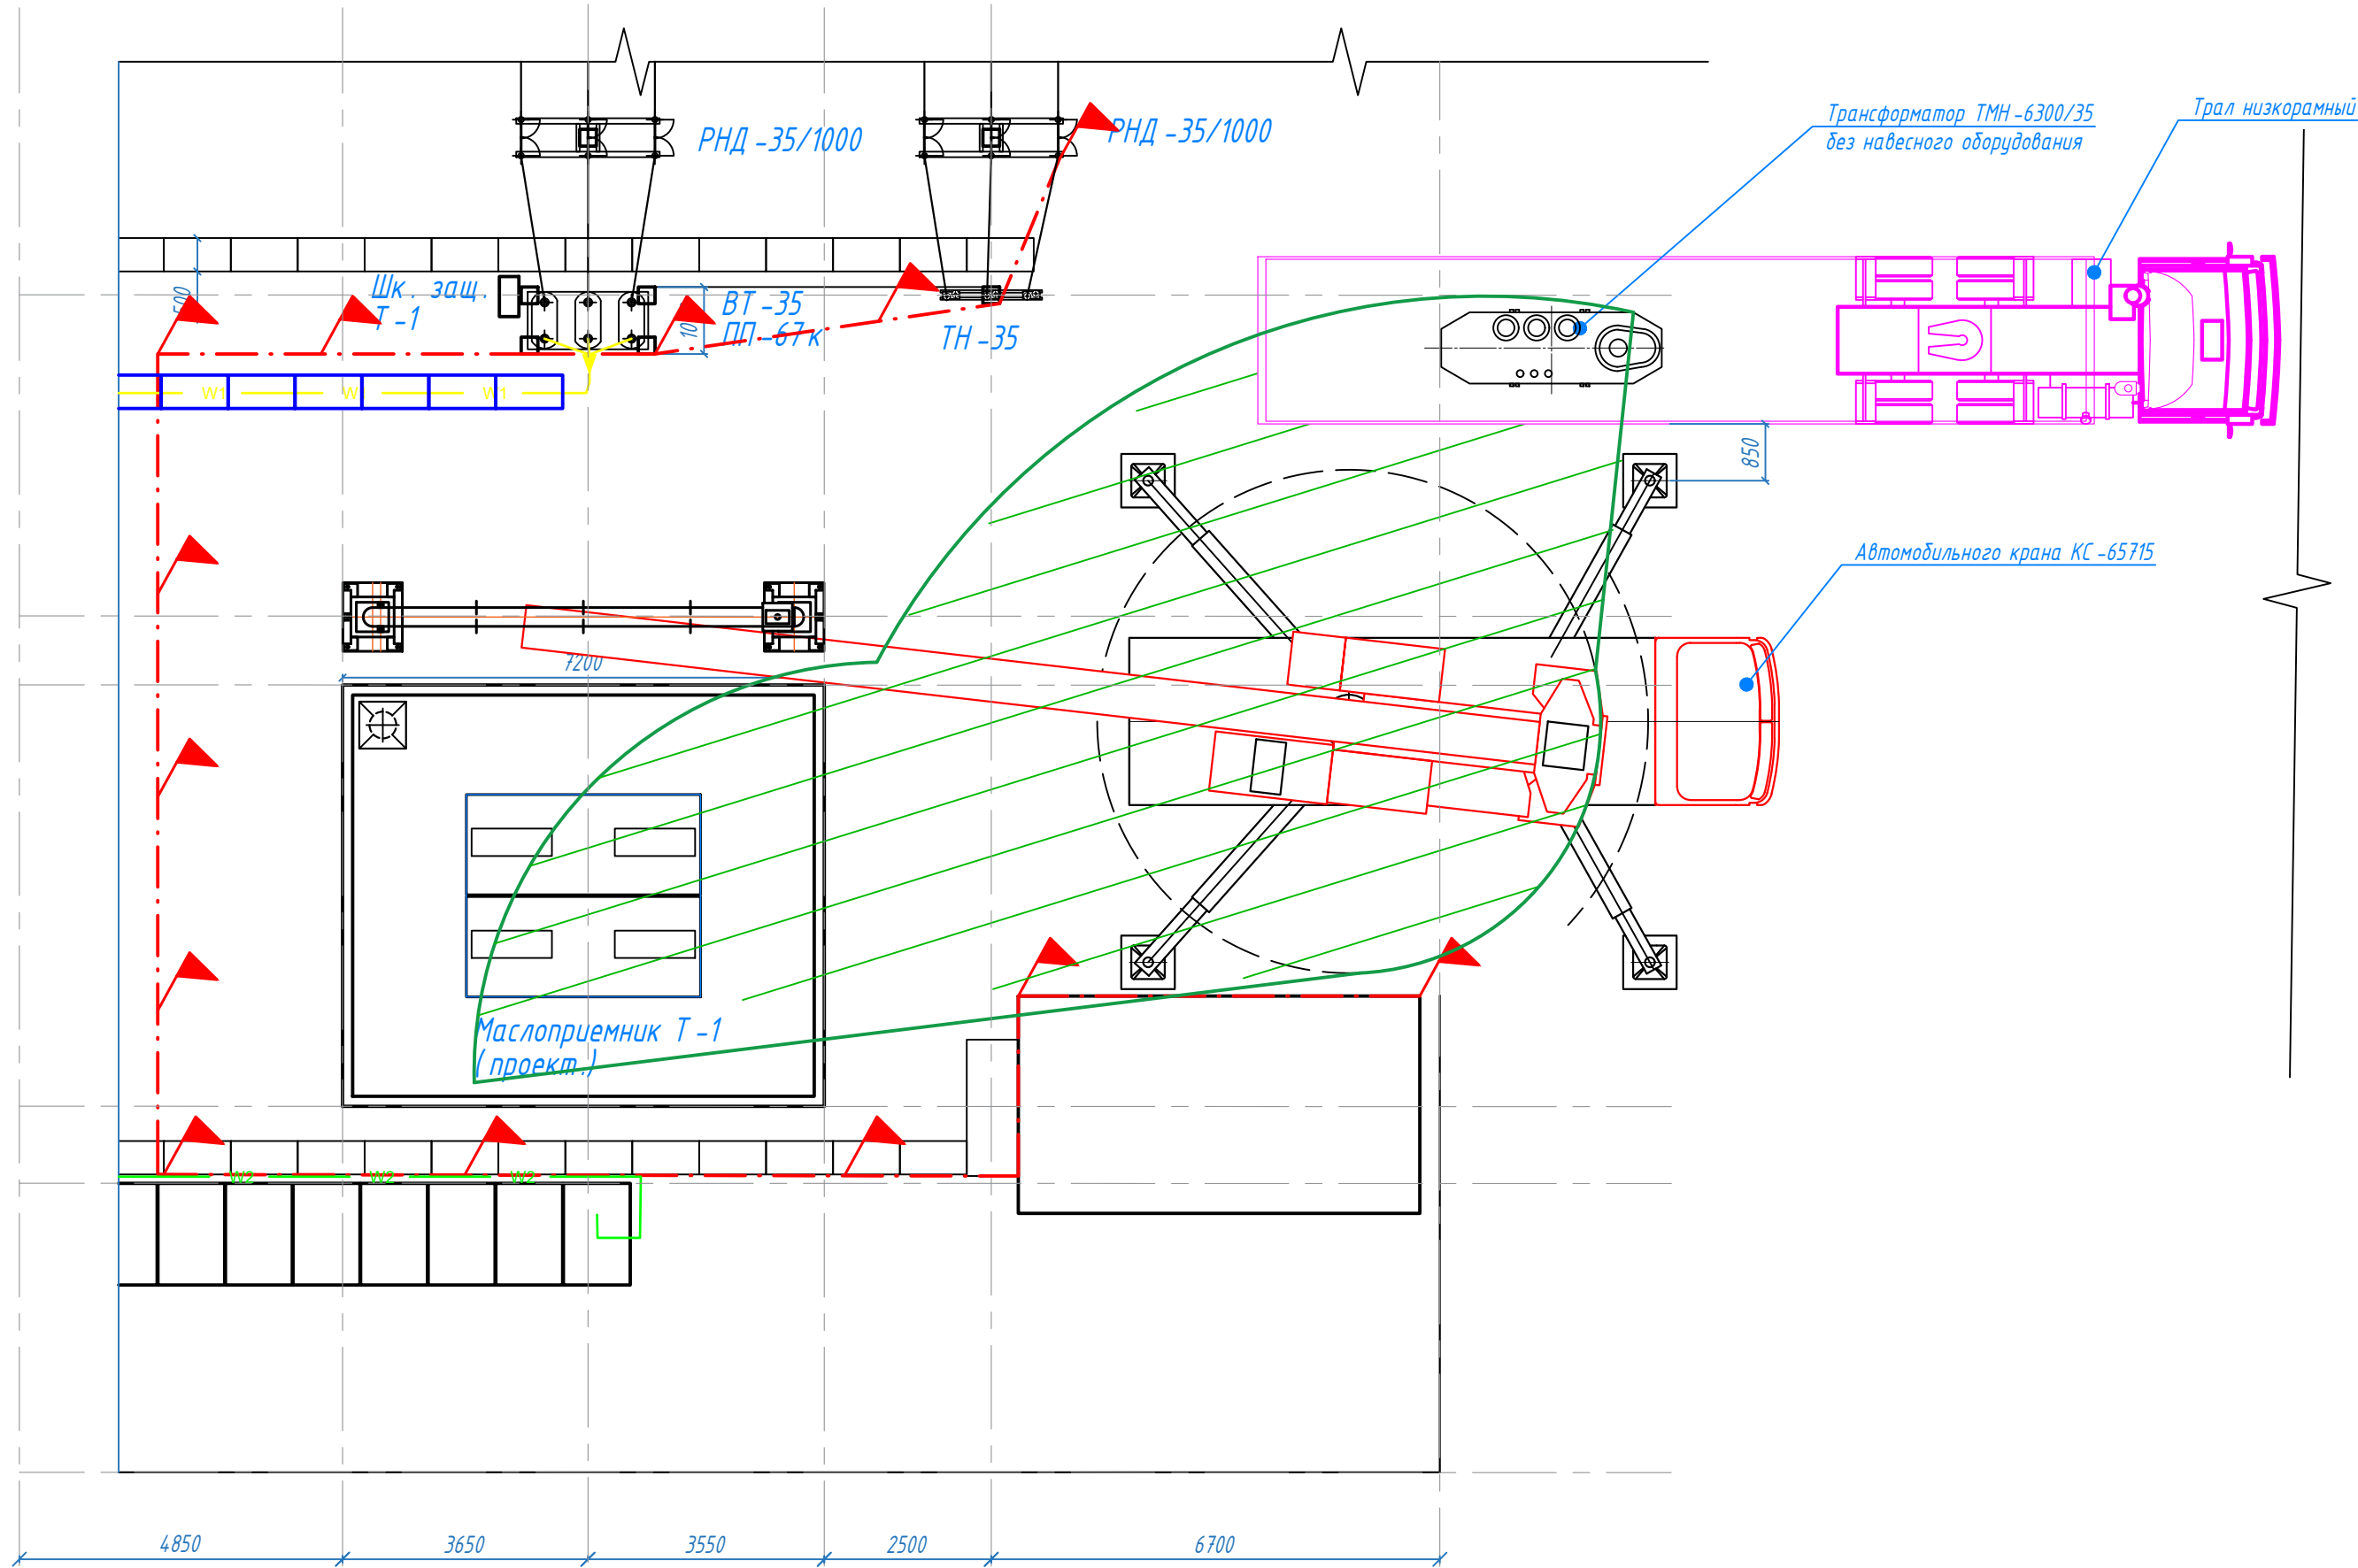 Трансформатор ТМН-6300/35
без навесного оборудования
Трал низкорамный
РНД-35/1000
РНД-35/1000
500
Шк. защ.
Т-1
ВТ-35
ПП-67к
ТН-35
W1
W1
850
Автомобильного крана КС-65715
7200
Маслоприемник Т-1
(проект.)
W2
W2
W2
4850
3650
3550
2500
6700